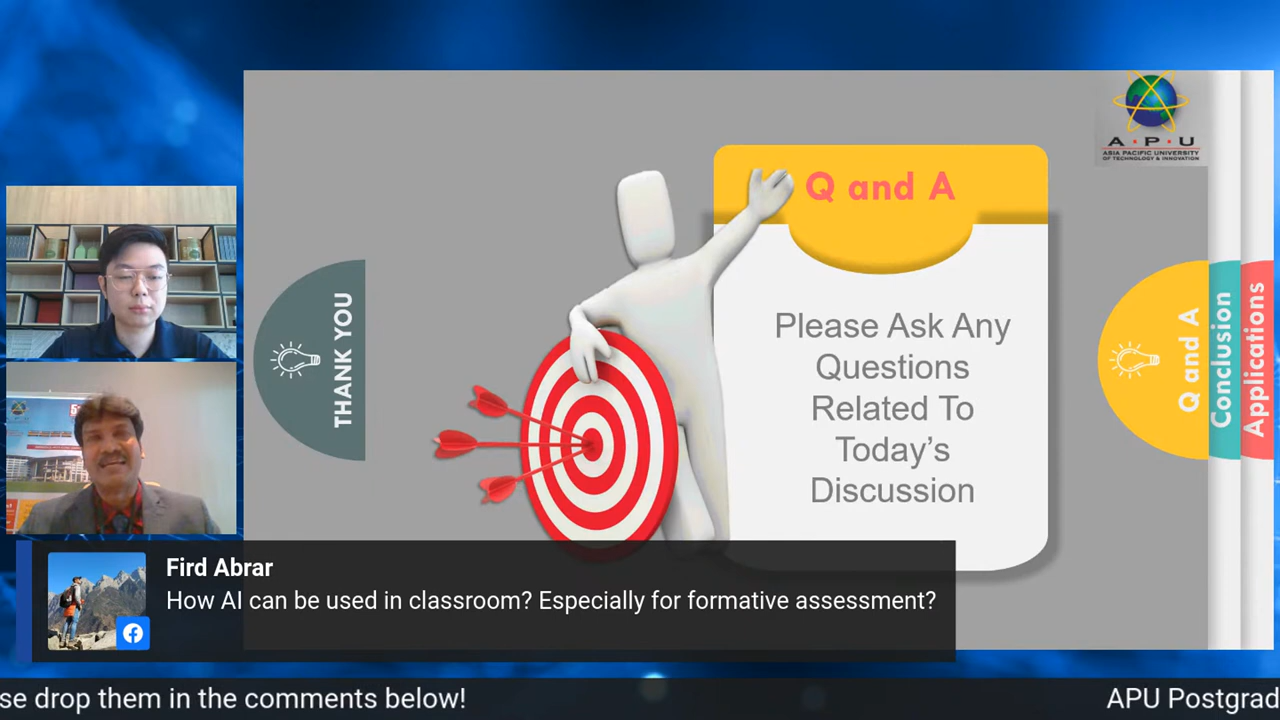 A • P • U
ASIA PACIFIC UNIVERSITY
OF TECHNOLOGY & INNOVATION
Q and A
Please Ask Any
Questions
Related To
Today’s
Discussion
THANK YOU
Q and A
Conclusion
Applications
Fird Abrar
How AI can be used in classroom? Especially for formative assessment?
se drop them in the comments below!
APU Postgrad